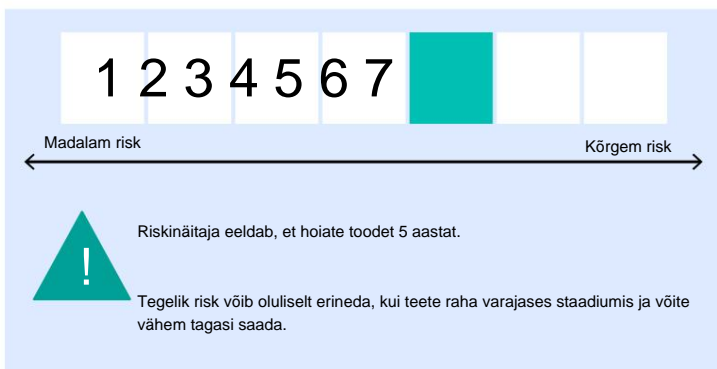 1 2 3 4 5 6 7
Madalam risk
Kõrgem risk
!
Riskinäitaja eeldab, et hoiate toodet 5 aastat.
Tegelik risk võib oluliselt erineda, kui teete raha varajases staadiumis ja võite
vähem tagasi saada.